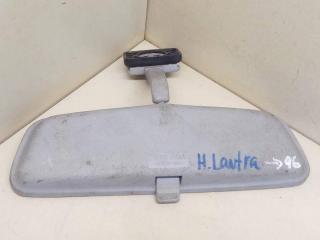 H. Lantra → 96